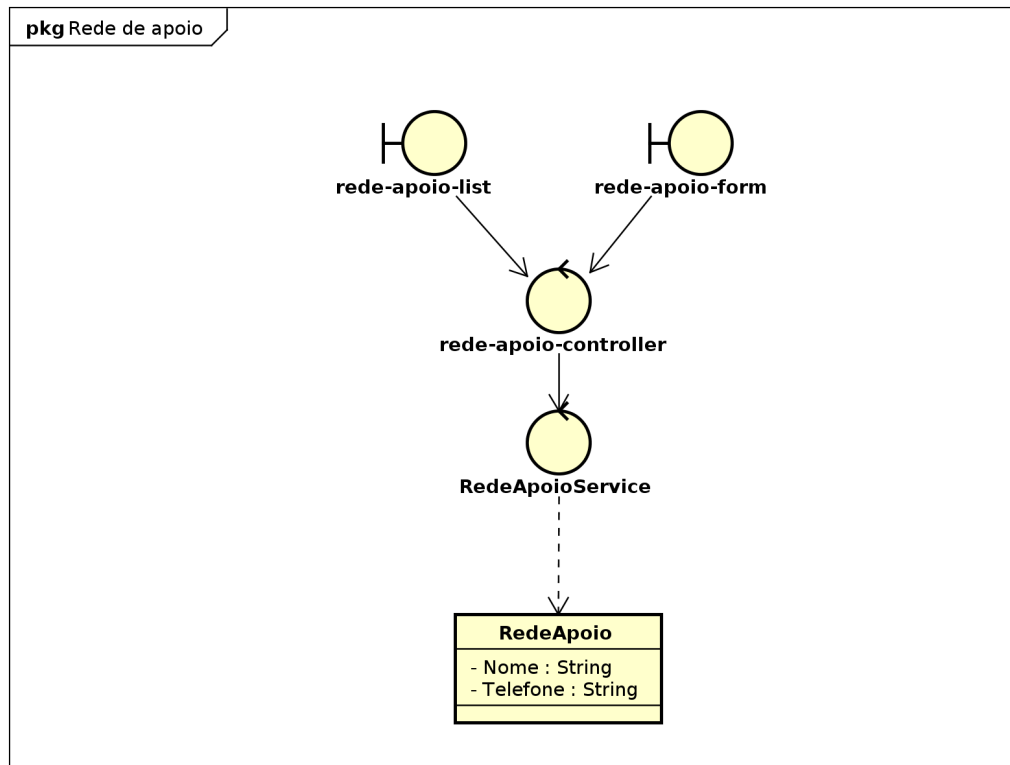 pkg Rede de apoio
rede-apoio-list
rede-apoio-form
rede-apoio-controller
RedeApoioService
RedeApoio
- Nome : String
- Telefone : String